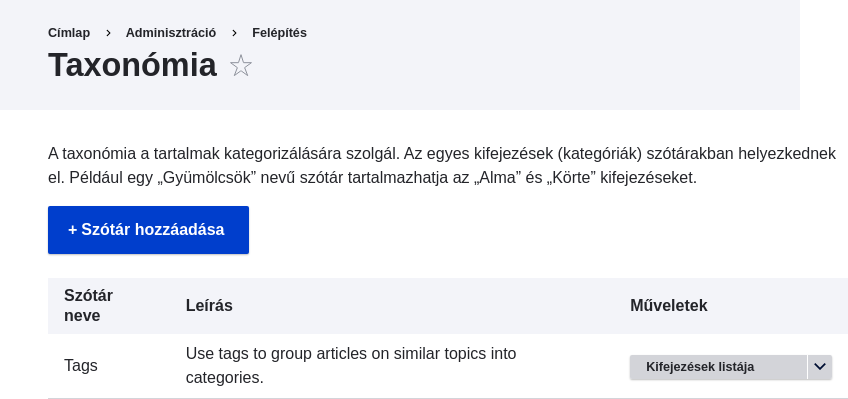 Címlap › Adminisztráció › Felépítés
Taxonómia ☆
A taxonómia a tartalmak kategorizálására szolgál. Az egyes kifejezések (kategóriák) szótárakban helyezkednek
el. Például egy „Gyümölcsök” nevű szótár tartalmazhatja az „Alma” és „Körte” kifejezéseket.
+ Szótár hozzáadása
Szótár
neve
Leírás
Műveletek
Tags
Use tags to group articles on similar topics into
categories.
Kifejezések listája